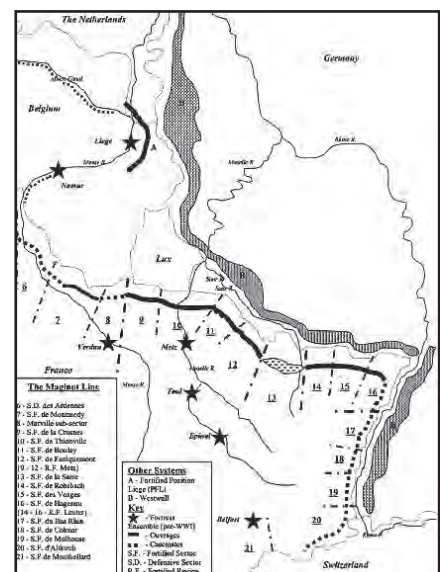 The Netherlands
Germany
Albert Canal
B
Belgium
Liege
A
Meuse R.
Rhine R.
Namur
Moselle R.
Lux
Saar R.
B
6
7
8
9
10
11
12
13
14
15
16
17
18
19
20
21
Verdun
Metz
France
Meuse R.
Moselle R.
Toul
Epinal
Belfort
B
Rhine R.
Switzerland
The Maginot Line
6 - S.D. des Ardennes
7 - S.F. de Montmedy
8 - Marville sub-sector
9 - S.F. de la Crusnes
10 - S.F. de Thionville
11 - S.F. de Boulay
12 - S.F. de Faulquemont
(9 - 12 - R.F. Metz)
13 - S.F. de la Sarre
14 - S.F. de Rohrbach
15 - S.F. des Vosges
16 - S.F. de Haguenau
(14 - 16 - R.F. Lauter)
17 - S.F. du Bas Rhin
18 - S.F. de Colmar
19 - S.F. de Mulhouse
20 - S.F. d'Altkirch
21 - S.F. de Montbeliard
Other Systems
A - Fortified Position
Liege (PFL)
B - Westwall
Key
- Fortress
Ensemble (pre-WWI)
- Ouvrages
- Casemates
S.F. - Fortified Sector
S.D. - Defensive Sector
R.F. - Fortified Region